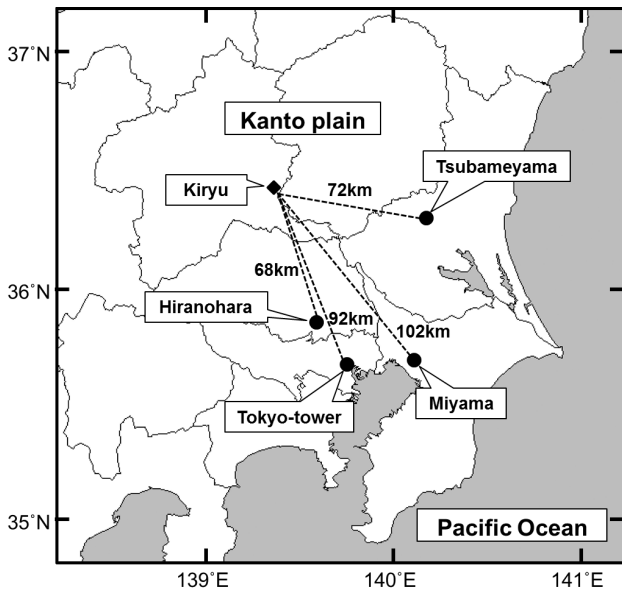 37˚N
Kanto plain
Tsubameyama
Kiryu
72km
68km
36˚N
Hiranohara
92km
102km
Tokyo-tower
Miyama
35˚N
Pacific Ocean
139˚E
140˚E
141˚E